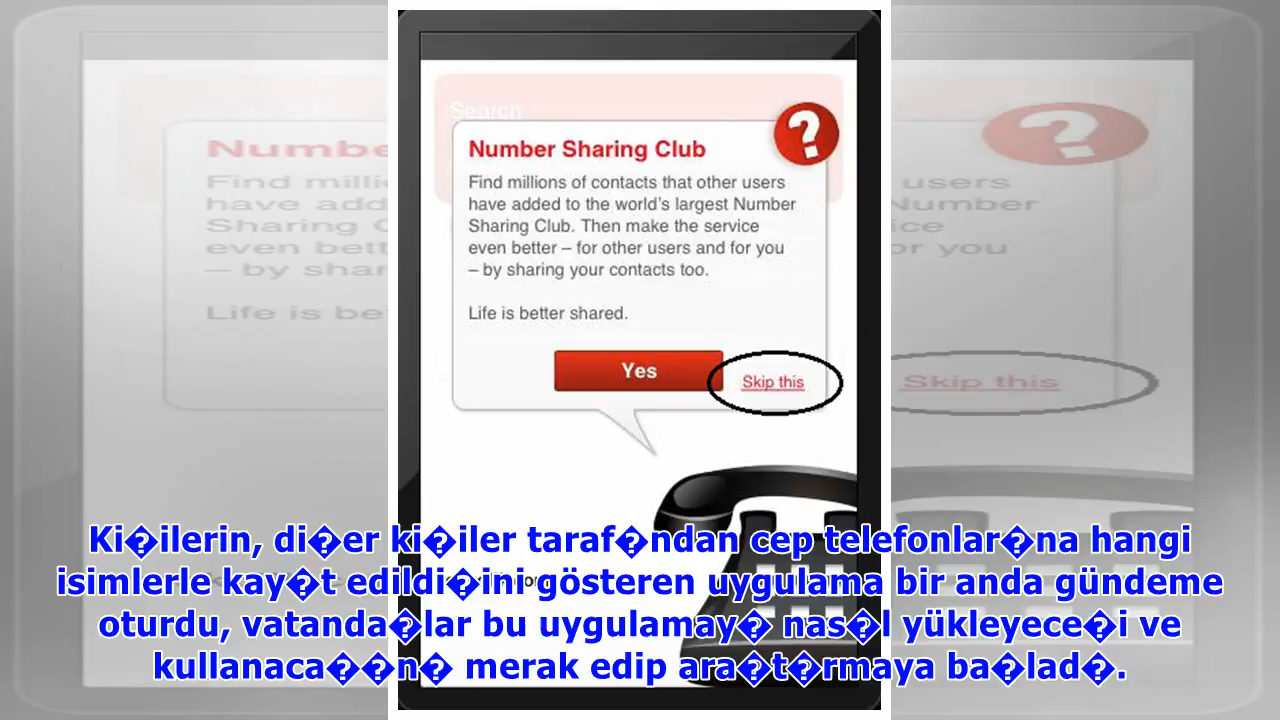 Search
Number Sharing Club
Find millions of contacts that other users
have added to the world's largest Number
Sharing Club. Then make the service
even better – for other users and for you
– by sharing your contacts too.
Life is better shared.
Yes
Skip this
Ki�ilerin, di�er ki�iler taraf�ndan cep telefonlar�na hangi
isimlerle kay�t edildi�ini gösteren uygulama bir anda gündeme
oturdu, vatanda�lar bu uygulamay� nas�l yükleyece�i ve
kullanaca��n� merak edip ara�t�rmaya ba�lad�.